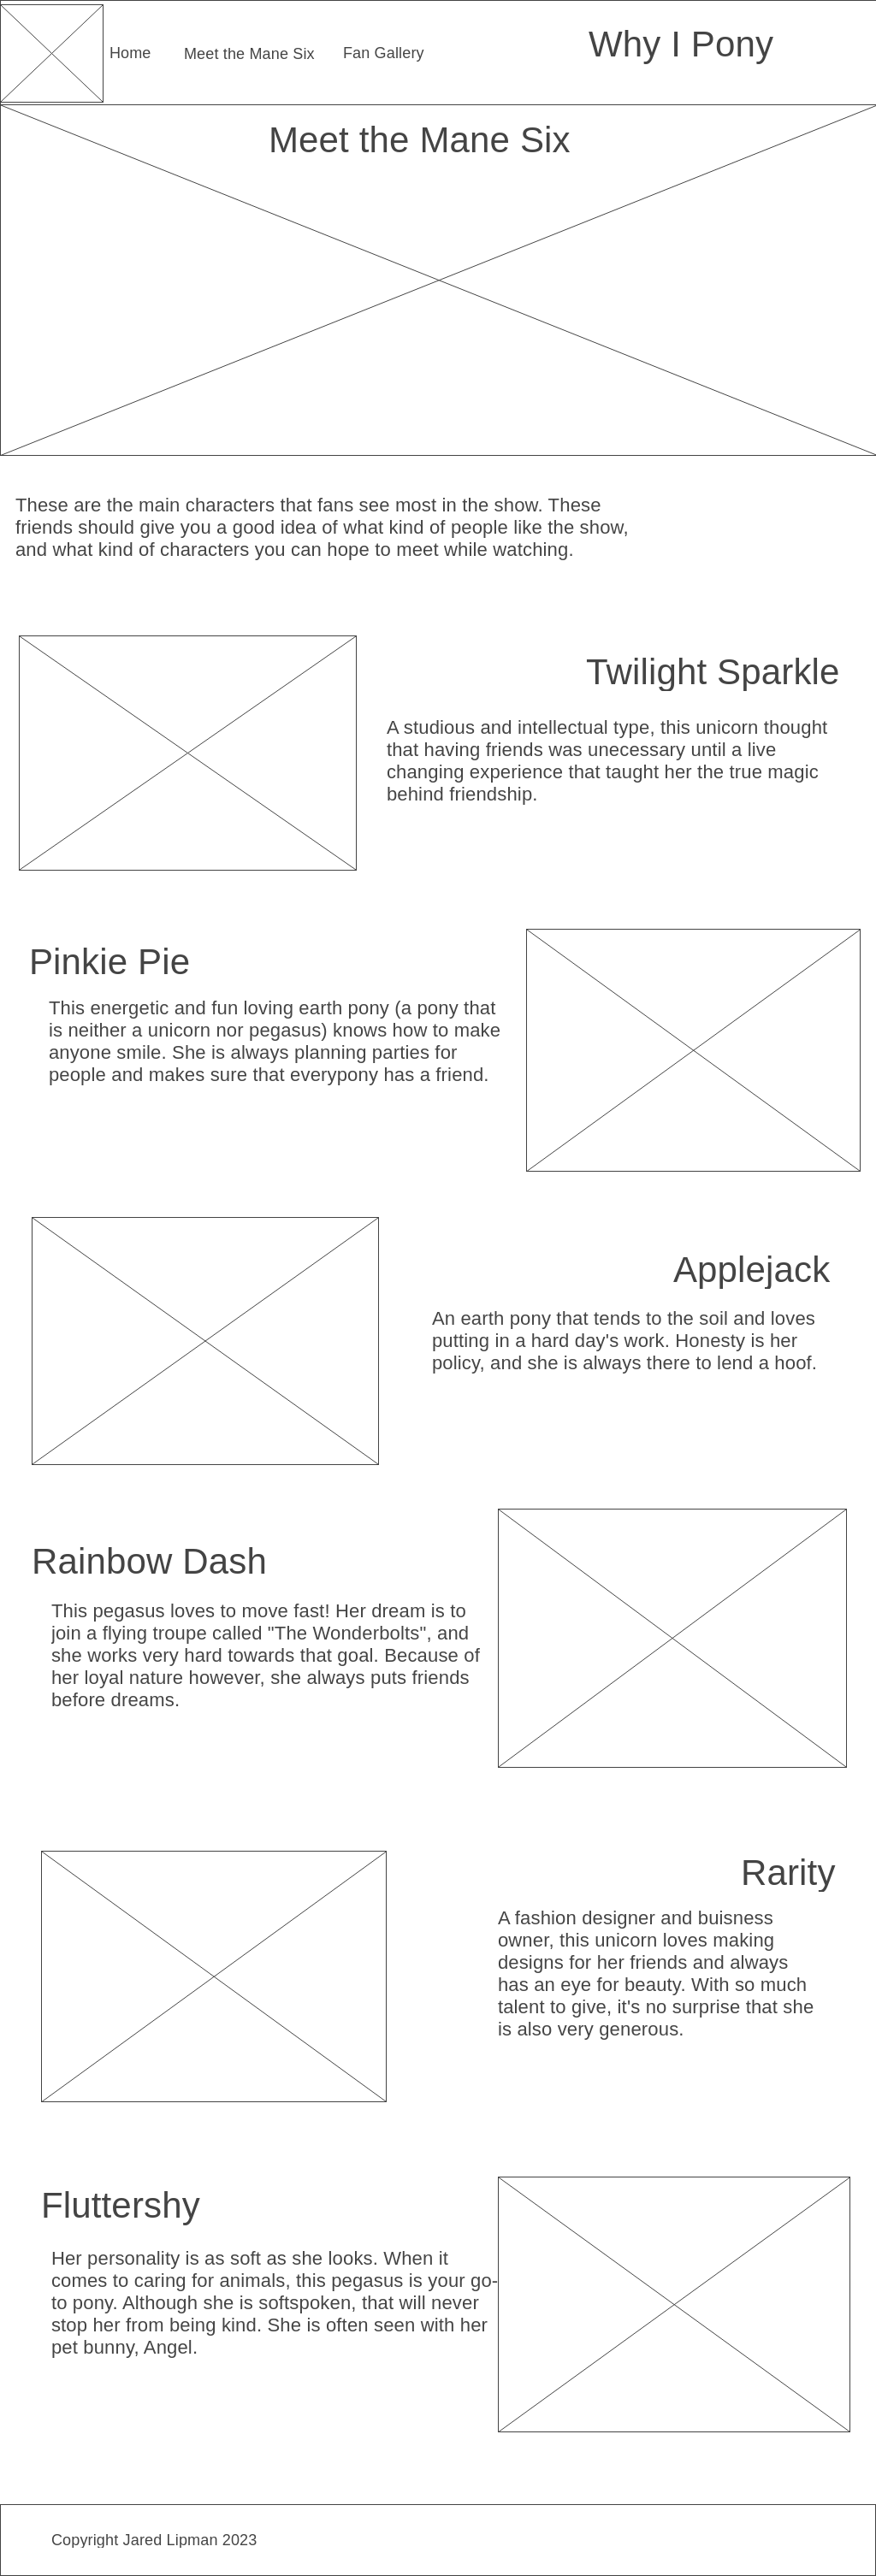 Home
Meet the Mane Six
Fan Gallery
Why I Pony
Meet the Mane Six
These are the main characters that fans see most in the show. These
friends should give you a good idea of what kind of people like the show,
and what kind of characters you can hope to meet while watching.
Twilight Sparkle
A studious and intellectual type, this unicorn thought
that having friends was unecessary until a live
changing experience that taught her the true magic
behind friendship.
Pinkie Pie
This energetic and fun loving earth pony (a pony that
is neither a unicorn nor pegasus) knows how to make
anyone smile. She is always planning parties for
people and makes sure that everypony has a friend.
Applejack
An earth pony that tends to the soil and loves
putting in a hard day's work. Honesty is her
policy, and she is always there to lend a hoof.
Rainbow Dash
This pegasus loves to move fast! Her dream is to
join a flying troupe called "The Wonderbolts", and
she works very hard towards that goal. Because of
her loyal nature however, she always puts friends
before dreams.
Rarity
A fashion designer and buisness
owner, this unicorn loves making
designs for her friends and always
has an eye for beauty. With so much
talent to give, it's no surprise that she
is also very generous.
Fluttershy
Her personality is as soft as she looks. When it
comes to caring for animals, this pegasus is your go-
to pony. Although she is softspoken, that will never
stop her from being kind. She is often seen with her
pet bunny, Angel.
Copyright Jared Lipman 2023